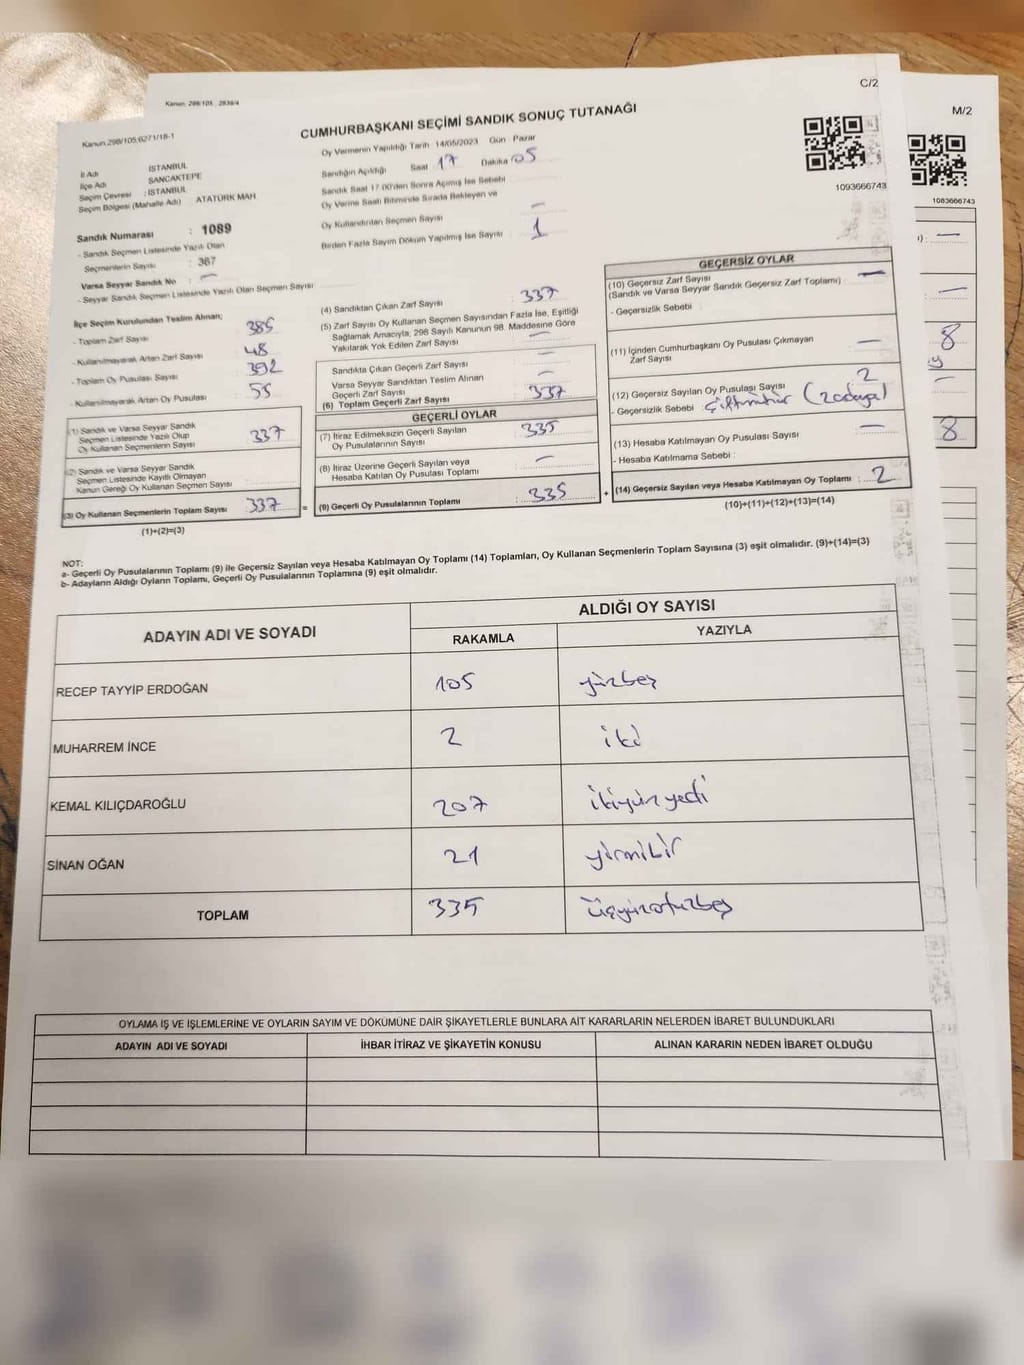 Kanun: 298/105, 2839/4
C/2
M/2
Kanun:298/105;6271/18-1
CUMHURBAŞKANI SEÇİMİ SANDIK SONUÇ TUTANAĞI
1093666743
1083666743
İl Adı : İSTANBUL
İlçe Adı : SANCAKTEPE
Seçim Çevresi : İSTANBUL
Seçim Bölgesi (Mahalle Adı) : ATATÜRK MAH
Sandık Numarası : 1089
- Sandık Seçmen Listesinde Yazılı Olan
Seçmenlerin Sayısı : 367
Varsa Seyyar Sandık No : —
- Seyyar Sandık Seçmen Listesinde Yazılı Olan Seçmen Sayısı :
İlçe Seçim Kurulundan Teslim Alınan;
- Toplam Zarf Sayısı : 385
- Kullanılmayarak Artan Zarf Sayısı : 48
- Toplam Oy Pusulası Sayısı : 392
- Kullanılmayarak Artan Oy Pusulası : 55
(1) Sandık ve Varsa Seyyar Sandık
Seçmen Listesinde Yazılı Olup
Oy Kullanan Seçmenlerin Sayısı : 337
(2) Sandık ve Varsa Seyyar Sandık
Seçmen Listesinde Kayıtlı Olmayan
Kanun Gereği Oy Kullanan Seçmen Sayısı :
(3) Oy Kullanan Seçmenlerin Toplam Sayısı : 337
(1)+(2)=(3)
Oy Vermenin Yapıldığı Tarih :14/05/2023 Gün : Pazar
Sandığın Açıldığı Saat : 17 Dakika : 05
Sandık Saat 17.00'den Sonra Açılmış İse Sebebi
Oy Verme Saati Bitiminde Sırada Bekleyen ve
Oy Kullandırılan Seçmen Sayısı : —
Birden Fazla Sayım Döküm Yapılmış İse Sayısı : 1
(4) Sandıktan Çıkan Zarf Sayısı : 337
(5) Zarf Sayısı Oy Kullanan Seçmen Sayısından Fazla İse, Eşitliği
Sağlamak Amacıyla; 298 Sayılı Kanunun 98. Maddesine Göre
Yakılarak Yok Edilen Zarf Sayısı : —
Sandıkta Çıkan Geçerli Zarf Sayısı : —
Varsa Seyyar Sandıktan Teslim Alınan
Geçerli Zarf Sayısı : —
(6) Toplam Geçerli Zarf Sayısı : 337
GEÇERLİ OYLAR
(7) İtiraz Edilmeksizin Geçerli Sayılan
Oy Pusulalarının Sayısı : 335
(8) İtiraz Üzerine Geçerli Sayılan veya
Hesaba Katılan Oy Pusulası Toplamı : —
= (9) Geçerli Oy Pusulalarının Toplamı : 335 +
GEÇERSİZ OYLAR
(10) Geçersiz Zarf Sayısı : —
(Sandık ve Varsa Seyyar Sandık Geçersiz Zarf Toplamı)
- Geçersizlik Sebebi :
(11) İçinden Cumhurbaşkanı Oy Pusulası Çıkmayan
Zarf Sayısı : —
(12) Geçersiz Sayılan Oy Pusulası Sayısı : 2
- Geçersizlik Sebebi : Çift mühür (2 adaya)
(13) Hesaba Katılmayan Oy Pusulası Sayısı : —
- Hesaba Katılmama Sebebi :
(14) Geçersiz Sayılan veya Hesaba Katılmayan Oy Toplamı : 2
(10)+(11)+(12)+(13)=(14)
8
8
NOT:
a- Geçerli Oy Pusulalarının Toplamı (9) ile Geçersiz Sayılan veya Hesaba Katılmayan Oy Toplamı (14) Toplamları, Oy Kullanan Seçmenlerin Toplam Sayısına (3) eşit olmalıdır. (9)+(14)=(3)
b- Adayların Aldığı Oyların Toplamı, Geçerli Oy Pusulalarının Toplamına (9) eşit olmalıdır.
ADAYIN ADI VE SOYADI ALDIĞI OY SAYISI
RAKAMLA YAZIYLA
RECEP TAYYİP ERDOĞAN 105 yüzbeş
MUHARREM İNCE 2 iki
KEMAL KILIÇDAROĞLU 207 ikiyüzyedi
SİNAN OĞAN 21 yirmibir
TOPLAM 335 üçyüzotuzbeş
OYLAMA İŞ VE İŞLEMLERİNE VE OYLARIN SAYIM VE DÖKÜMÜNE DAİR ŞİKAYETLERLE BUNLARA AİT KARARLARIN NELERDEN İBARET BULUNDUKLARI
ADAYIN ADI VE SOYADI İHBAR İTİRAZ VE ŞİKAYETİN KONUSU ALINAN KARARIN NEDEN İBARET OLDUĞU